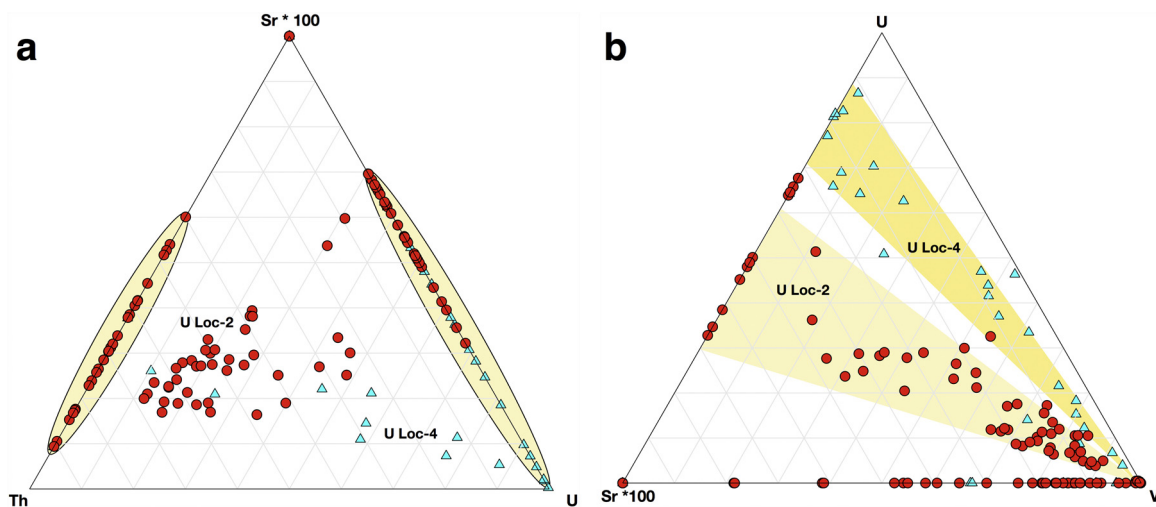 a
Sr * 100
U Loc-2
U Loc-4
Th
U
b
U
U Loc-4
U Loc-2
Sr *100
V